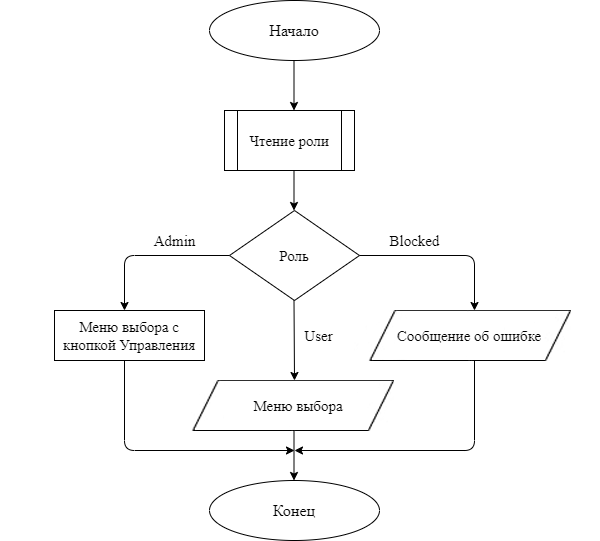 Начало
Чтение роли
Admin
Роль
Blocked
Меню выбора с
кнопкой Управления
User
Сообщение об ошибке
Меню выбора
Конец